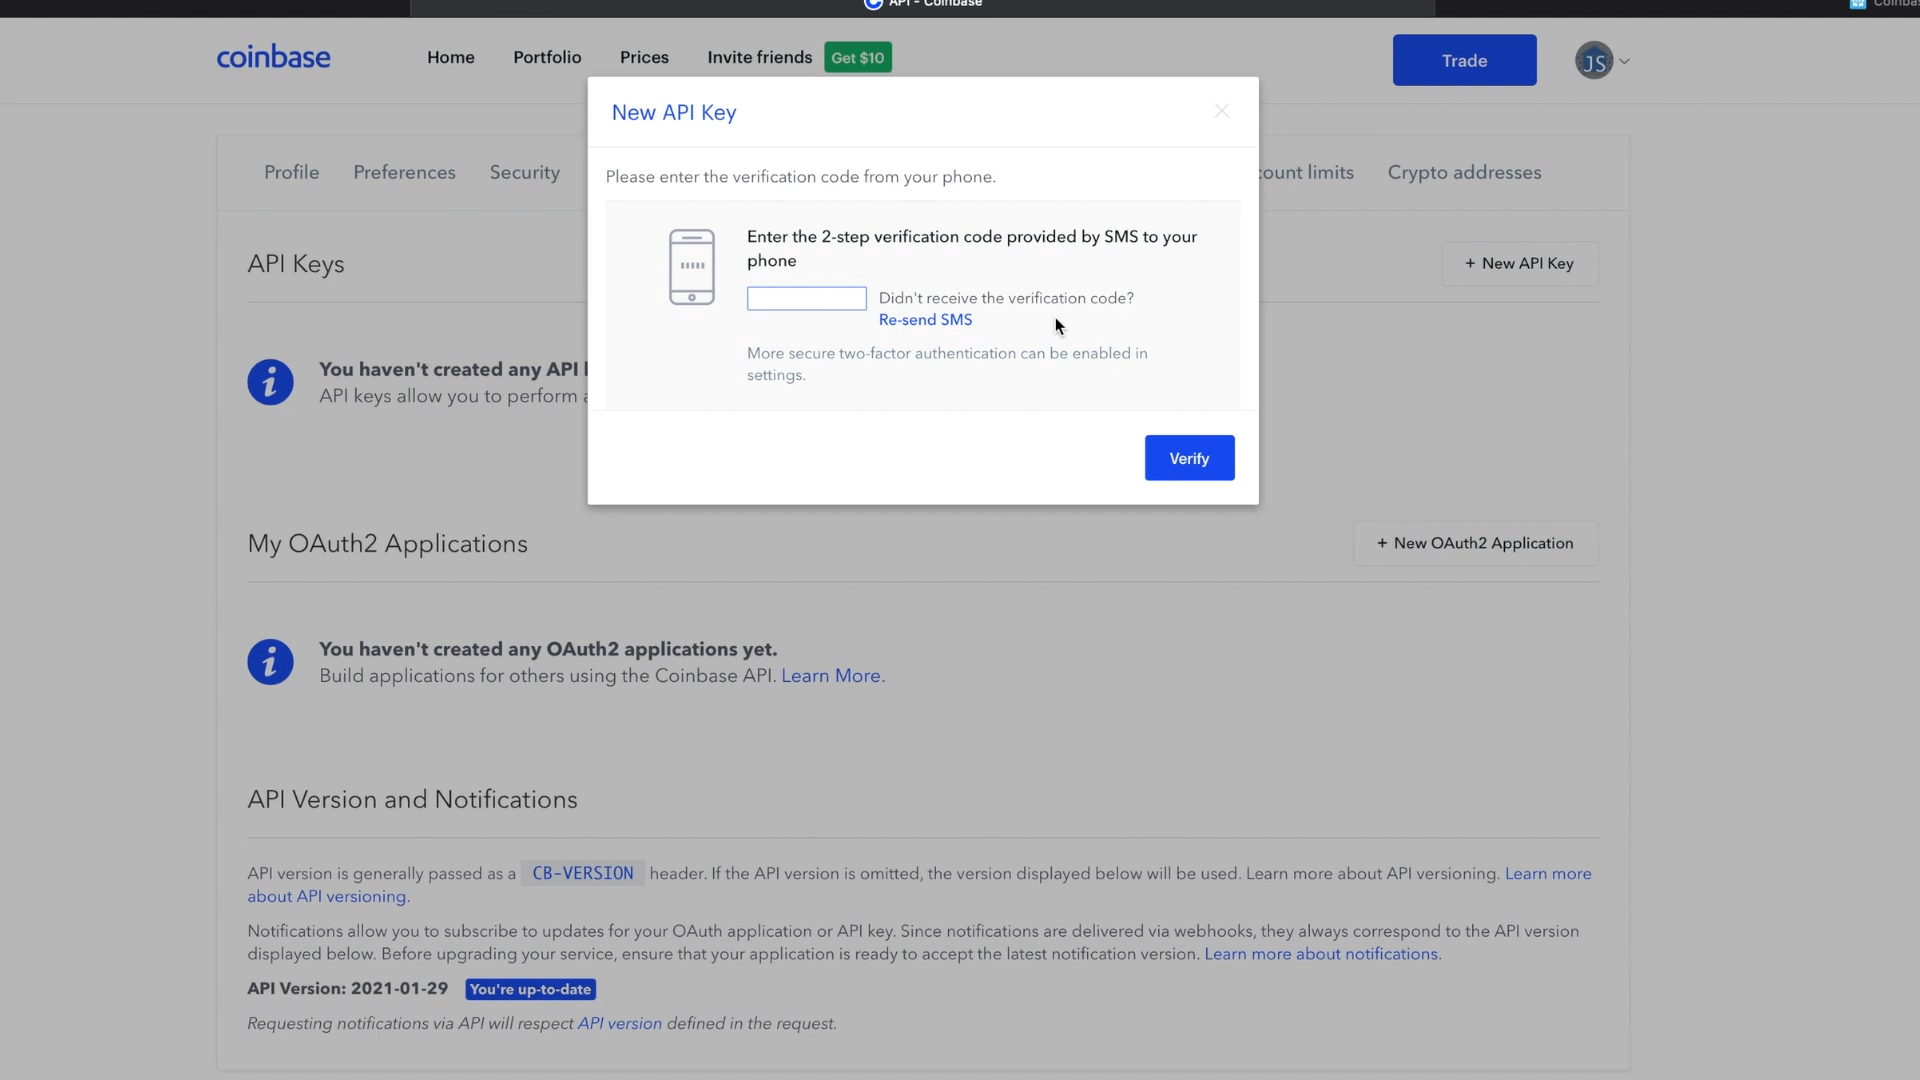 API - Coinbase
coinbase
Home
Portfolio
Prices
Invite friends
Get $10
Trade
JS
New API Key
Please enter the verification code from your phone.
Enter the 2-step verification code provided by SMS to your
phone
Didn't receive the verification code?
Re-send SMS
More secure two-factor authentication can be enabled in
settings.
Verify
Profile
Preferences
Security
count limits
Crypto addresses
API Keys
+ New API Key
You haven't created any API
API keys allow you to perform
My OAuth2 Applications
+ New OAuth2 Application
You haven't created any OAuth2 applications yet.
Build applications for others using the Coinbase API. Learn More.
API Version and Notifications
API version is generally passed as a CB-VERSION header. If the API version is omitted, the version displayed below will be used. Learn more about API versioning. Learn more
about API versioning.
Notifications allow you to subscribe to updates for your OAuth application or API key. Since notifications are delivered via webhooks, they always correspond to the API version
displayed below. Before upgrading your service, ensure that your application is ready to accept the latest notification version. Learn more about notifications.
API Version: 2021-01-29 You're up-to-date
Requesting notifications via API will respect API version defined in the request.